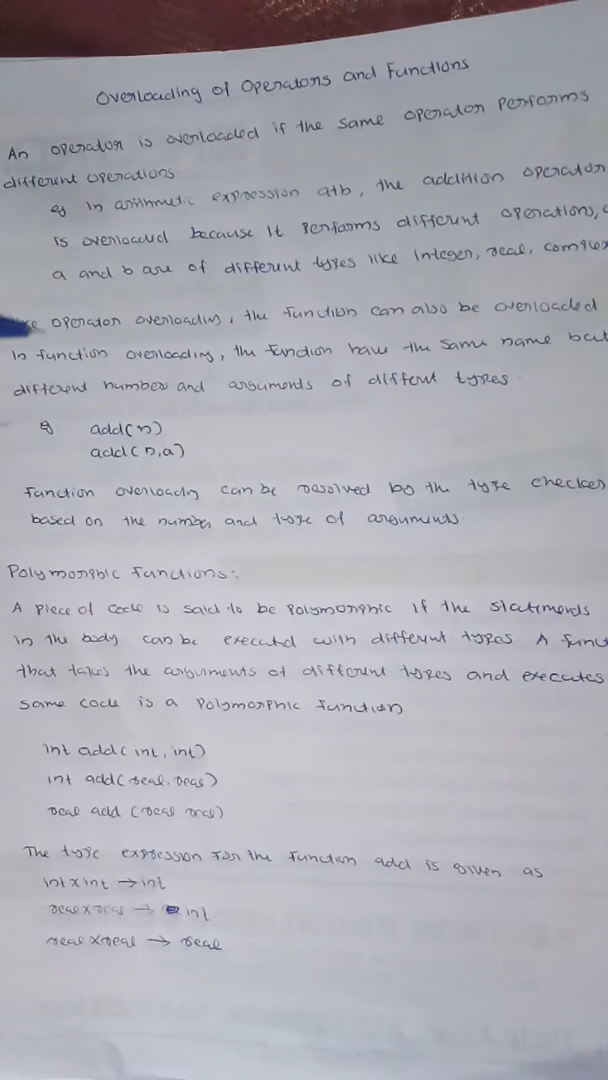 Overloading of Operators and Functions
An operator is overloaded if the same operator performs
different operations
eg In arithmetic expression a+b, the addition operator
is overloaded because it performs different operations,
a and b are of different types like Integer, real, complex
operator overloading, the function can also be overloaded
In function overloading, the function have the same name but
different number and arguments of different types.
eg add(n)
add(n,a)
Function overloading can be resolved by the type checker
based on the number and type of arguments.
Polymorphic Functions:
A piece of code is said to be polymorphic if the statements
in the body can be executed with different types A func
that takes the arguments of different types and executes
same code is a Polymorphic function
int add( int, int)
int add( real, real)
real add (real real)
The type expression for the function add is given as
int x int → int
real x real → int
real x real → real